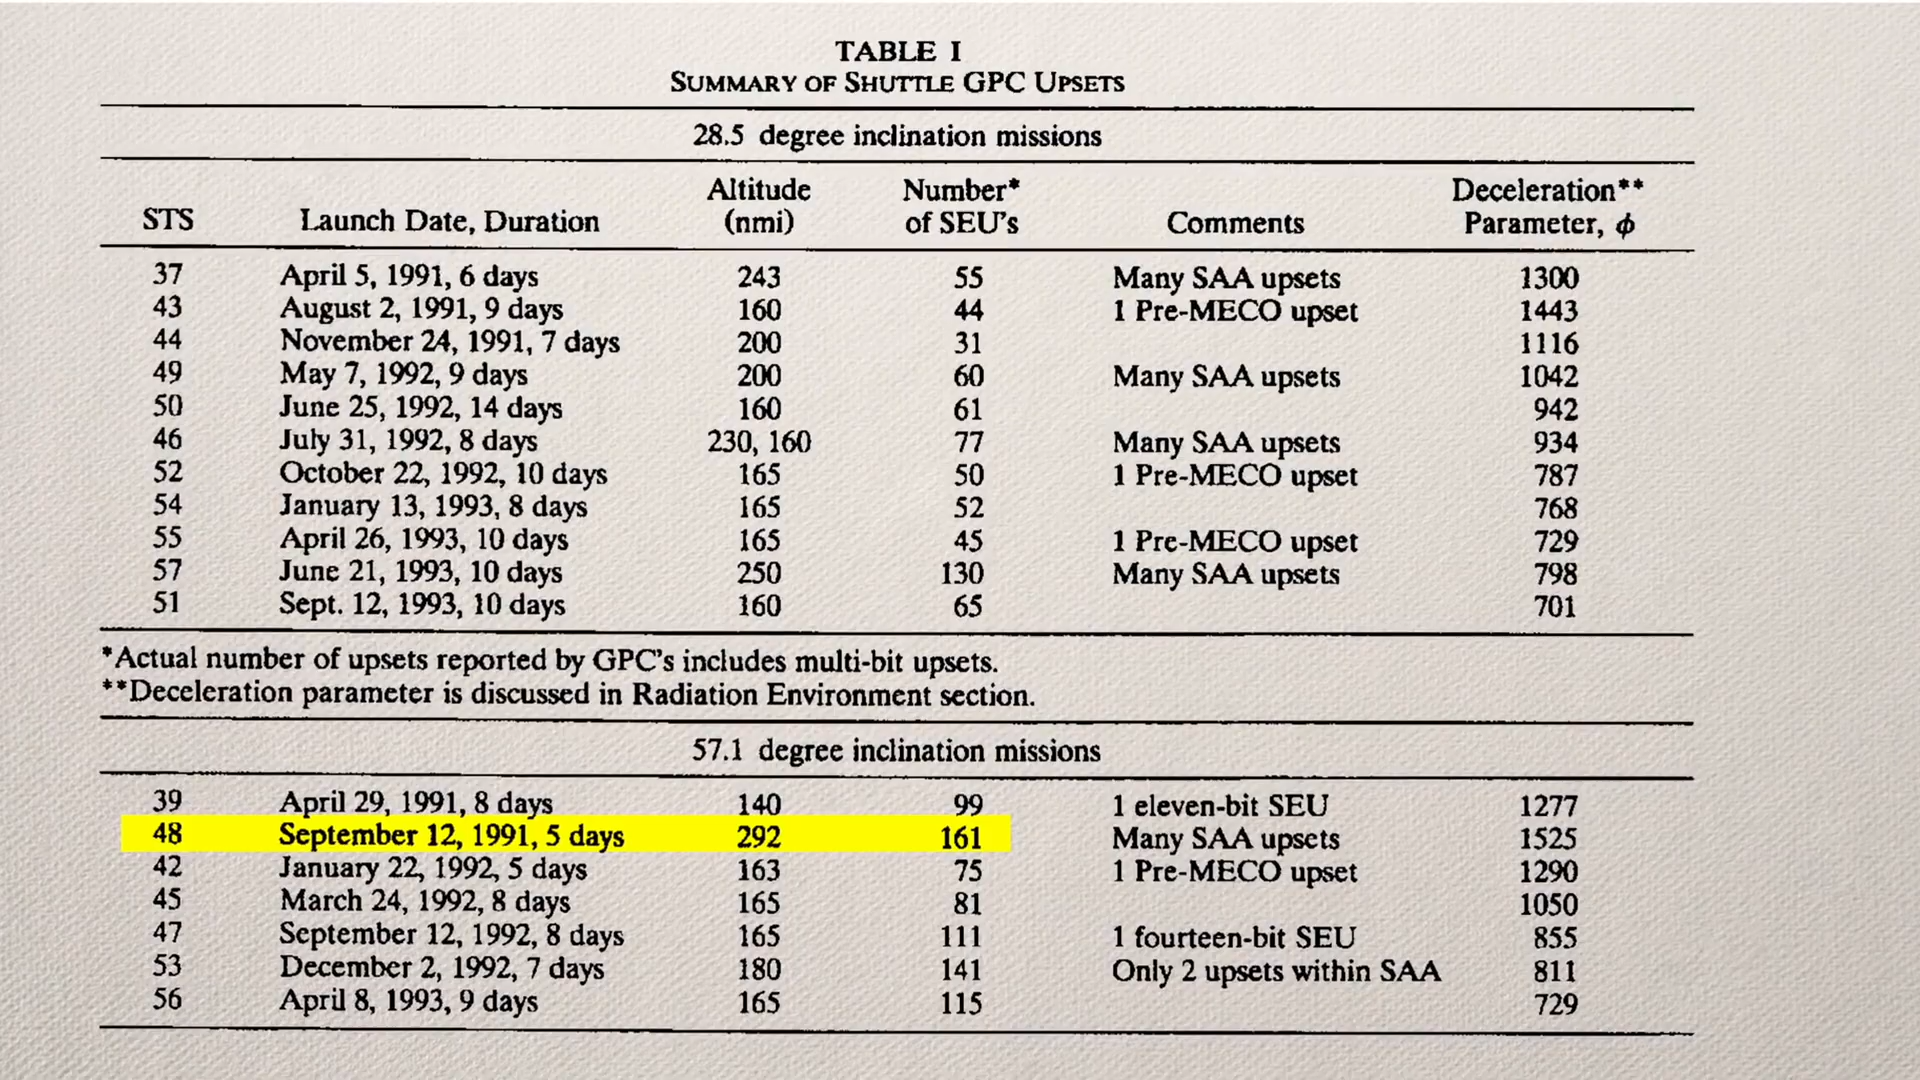 TABLE I
SUMMARY OF SHUTTLE GPC UPSETS
28.5 degree inclination missions
STS Launch Date, Duration Altitude (nmi) Number* of SEU's Comments Deceleration** Parameter, ϕ
37 April 5, 1991, 6 days 243 55 Many SAA upsets 1300
43 August 2, 1991, 9 days 160 44 1 Pre-MECO upset 1443
44 November 24, 1991, 7 days 200 31 1116
49 May 7, 1992, 9 days 200 60 Many SAA upsets 1042
50 June 25, 1992, 14 days 160 61 942
46 July 31, 1992, 8 days 230, 160 77 Many SAA upsets 934
52 October 22, 1992, 10 days 165 50 1 Pre-MECO upset 787
54 January 13, 1993, 8 days 165 52 768
55 April 26, 1993, 10 days 165 45 1 Pre-MECO upset 729
57 June 21, 1993, 10 days 250 130 Many SAA upsets 798
51 Sept. 12, 1993, 10 days 160 65 701
*Actual number of upsets reported by GPC's includes multi-bit upsets.
**Deceleration parameter is discussed in Radiation Environment section.
57.1 degree inclination missions
39 April 29, 1991, 8 days 140 99 1 eleven-bit SEU 1277
48 September 12, 1991, 5 days 292 161 Many SAA upsets 1525
42 January 22, 1992, 5 days 163 75 1 Pre-MECO upset 1290
45 March 24, 1992, 8 days 165 81 1050
47 September 12, 1992, 8 days 165 111 1 fourteen-bit SEU 855
53 December 2, 1992, 7 days 180 141 Only 2 upsets within SAA 811
56 April 8, 1993, 9 days 165 115 729